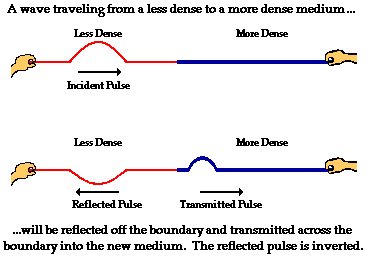 A wave traveling from a less dense to a more dense medium...
Less Dense More Dense
Incident Pulse
Less Dense More Dense
Reflected Pulse Transmitted Pulse
...will be reflected off the boundary and transmitted across the
boundary into the new medium. The reflected pulse is inverted.